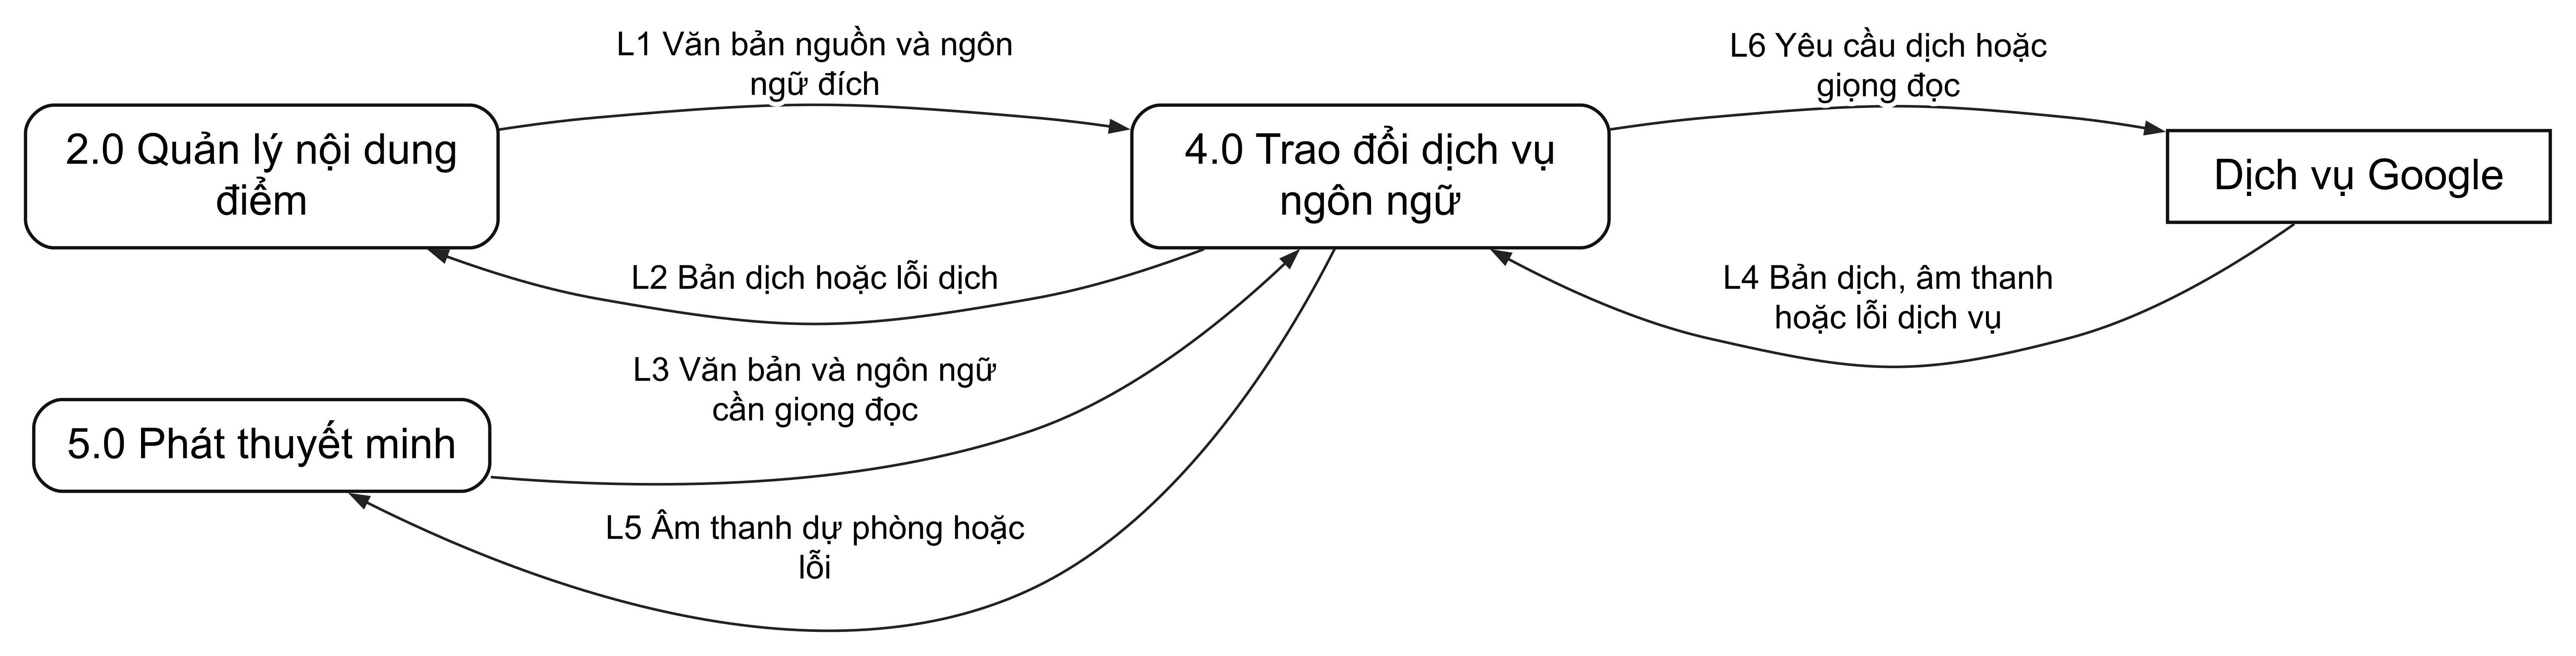 L1 Văn bản nguồn và ngôn
ngữ đích
L6 Yêu cầu dịch hoặc
giọng đọc
2.0 Quản lý nội dung
điểm
4.0 Trao đổi dịch vụ
ngôn ngữ
Dịch vụ Google
L2 Bản dịch hoặc lỗi dịch
L4 Bản dịch, âm thanh
hoặc lỗi dịch vụ
L3 Văn bản và ngôn ngữ
cần giọng đọc
5.0 Phát thuyết minh
L5 Âm thanh dự phòng hoặc
lỗi